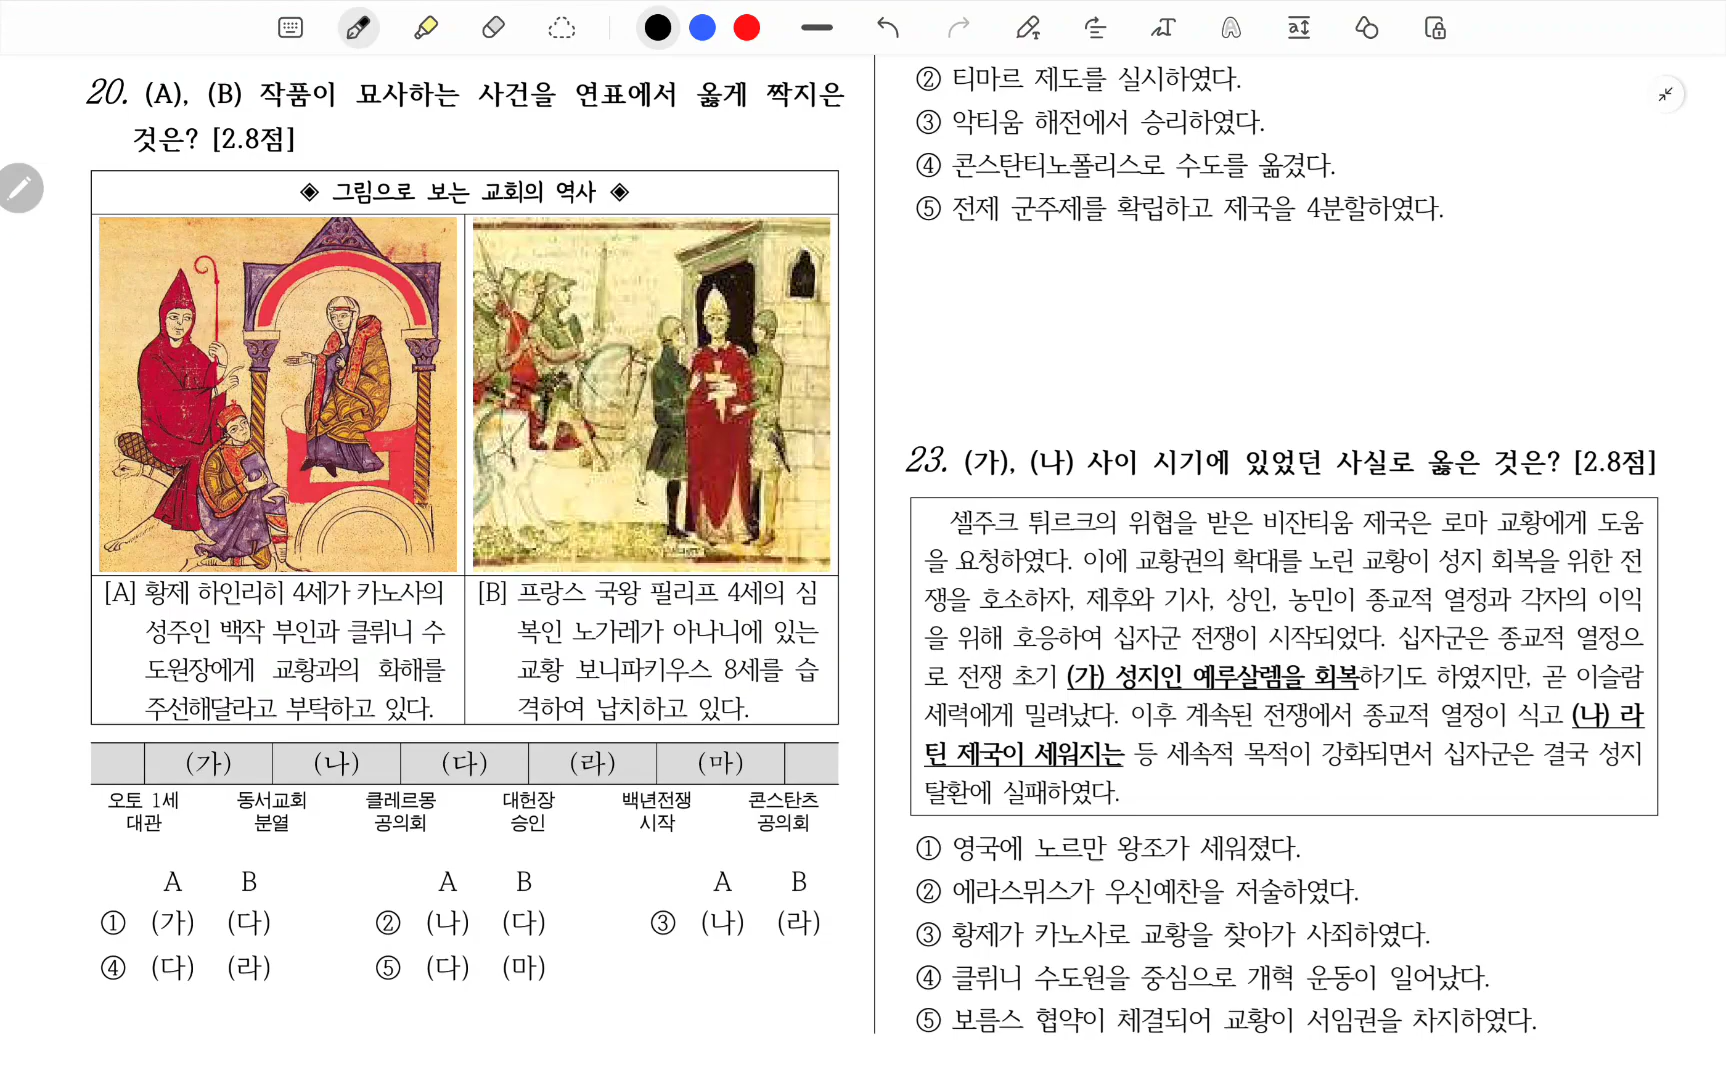 20. (A), (B) 작품이 묘사하는 사건을 연표에서 옳게 짝지은
것은? [2.8점]
◈ 그림으로 보는 교회의 역사 ◈
[A] 황제 하인리히 4세가 카노사의
성주인 백작 부인과 클뤼니 수
도원장에게 교황과의 화해를
주선해달라고 부탁하고 있다.
[B] 프랑스 국왕 필리프 4세의 심
복인 노가레가 아나니에 있는
교황 보니파키우스 8세를 습
격하여 납치하고 있다.
(가) (나) (다) (라) (마)
오토 1세 동서교회 클레르몽 대헌장 백년전쟁 콘스탄츠
대관 분열 공의회 승인 시작 공의회
A B A B A B
① (가) (다) ② (나) (다) ③ (나) (라)
④ (다) (라) ⑤ (다) (마)
② 티마르 제도를 실시하였다.
③ 악티움 해전에서 승리하였다.
④ 콘스탄티노폴리스로 수도를 옮겼다.
⑤ 전제 군주제를 확립하고 제국을 4분할하였다.
23. (가), (나) 사이 시기에 있었던 사실로 옳은 것은? [2.8점]
셀주크 튀르크의 위협을 받은 비잔티움 제국은 로마 교황에게 도움
을 요청하였다. 이에 교황권의 확대를 노린 교황이 성지 회복을 위한 전
쟁을 호소하자, 제후와 기사, 상인, 농민이 종교적 열정과 각자의 이익
을 위해 호응하여 십자군 전쟁이 시작되었다. 십자군은 종교적 열정으
로 전쟁 초기 (가) 성지인 예루살렘을 회복하기도 하였지만, 곧 이슬람
세력에게 밀려났다. 이후 계속된 전쟁에서 종교적 열정이 식고 (나) 라
틴 제국이 세워지는 등 세속적 목적이 강화되면서 십자군은 결국 성지
탈환에 실패하였다.
① 영국에 노르만 왕조가 세워졌다.
② 에라스뮈스가 우신예찬을 저술하였다.
③ 황제가 카노사로 교황을 찾아가 사죄하였다.
④ 클뤼니 수도원을 중심으로 개혁 운동이 일어났다.
⑤ 보름스 협약이 체결되어 교황이 서임권을 차지하였다.